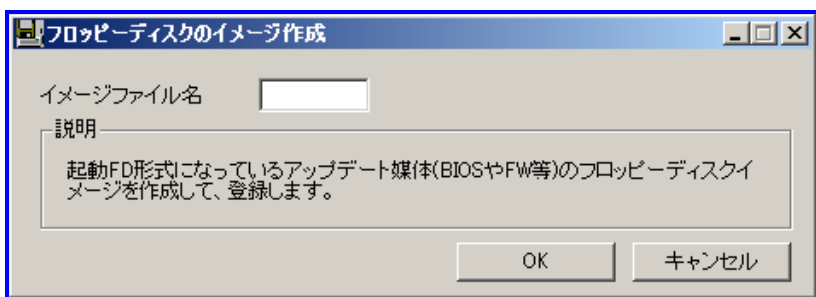 フロッピーディスクのイメージ作成
イメージファイル名
説明
起動FD形式になっているアップデート媒体(BIOSやFW等)のフロッピーディスクイ
メージを作成して、登録します。
OK キャンセル